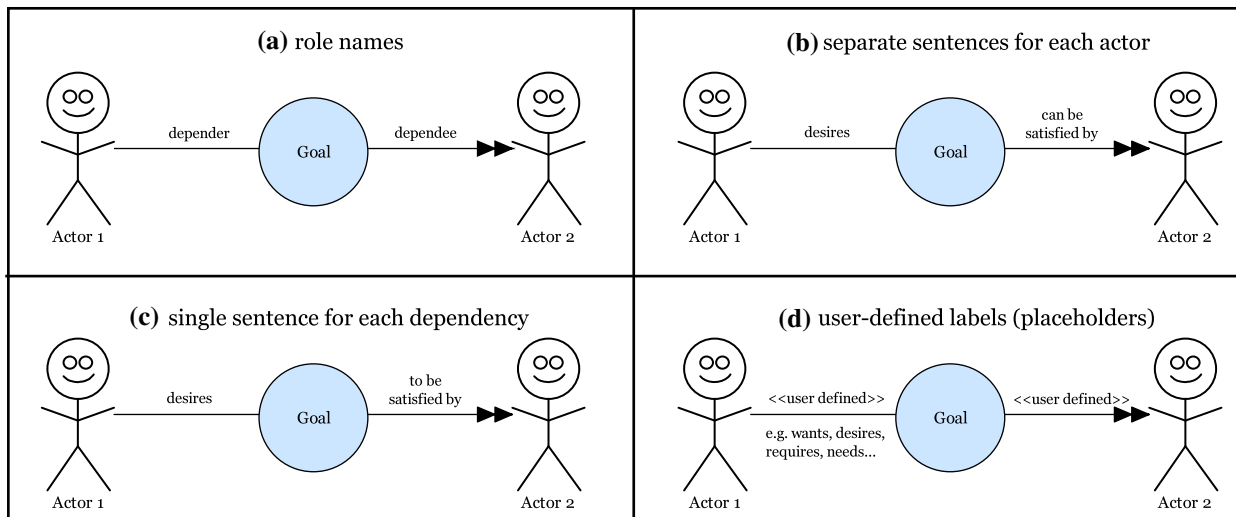 (a) role names
depender
dependee
Goal
Actor 1
Actor 2
(b) separate sentences for each actor
desires
can be
satisfied by
Goal
Actor 1
Actor 2
(c) single sentence for each dependency
desires
to be
satisfied by
Goal
Actor 1
Actor 2
(d) user-defined labels (placeholders)
<<user defined>>
<<user defined>>
Goal
e.g. wants, desires,
requires, needs...
Actor 1
Actor 2